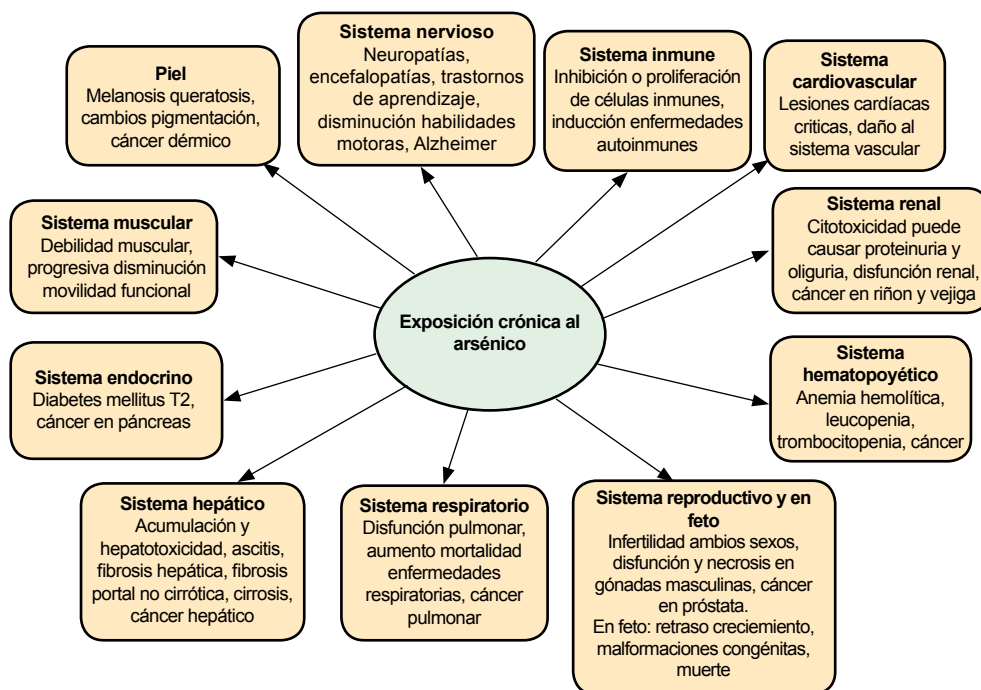 Piel
Melanosis queratosis,
cambios pigmentación,
cáncer dérmico
Sistema nervioso
Neuropatías,
encefalopatías, trastornos
de aprendizaje,
disminución habilidades
motoras, Alzheimer
Sistema inmune
Inhibición o proliferación
de células inmunes,
inducción enfermedades
autoinmunes
Sistema
cardiovascular
Lesiones cardíacas
criticas, daño al
sistema vascular
Sistema muscular
Debilidad muscular,
progresiva disminución
movilidad funcional
Sistema renal
Citotoxicidad puede
causar proteinuria y
oliguria, disfunción renal,
cáncer en riñon y vejiga
Exposición crónica al
arsénico
Sistema endocrino
Diabetes mellitus T2,
cáncer en páncreas
Sistema
hematopoyético
Anemia hemolítica,
leucopenia,
trombocitopenia, cáncer
Sistema hepático
Acumulación y
hepatotoxicidad, ascitis,
fibrosis hepática, fibrosis
portal no cirrótica, cirrosis,
cáncer hepático
Sistema respiratorio
Disfunción pulmonar,
aumento mortalidad
enfermedades
respiratorias, cáncer
pulmonar
Sistema reproductivo y en
feto
Infertilidad ambios sexos,
disfunción y necrosis en
gónadas masculinas, cáncer
en próstata.
En feto: retraso creciemiento,
malformaciones congénitas,
muerte